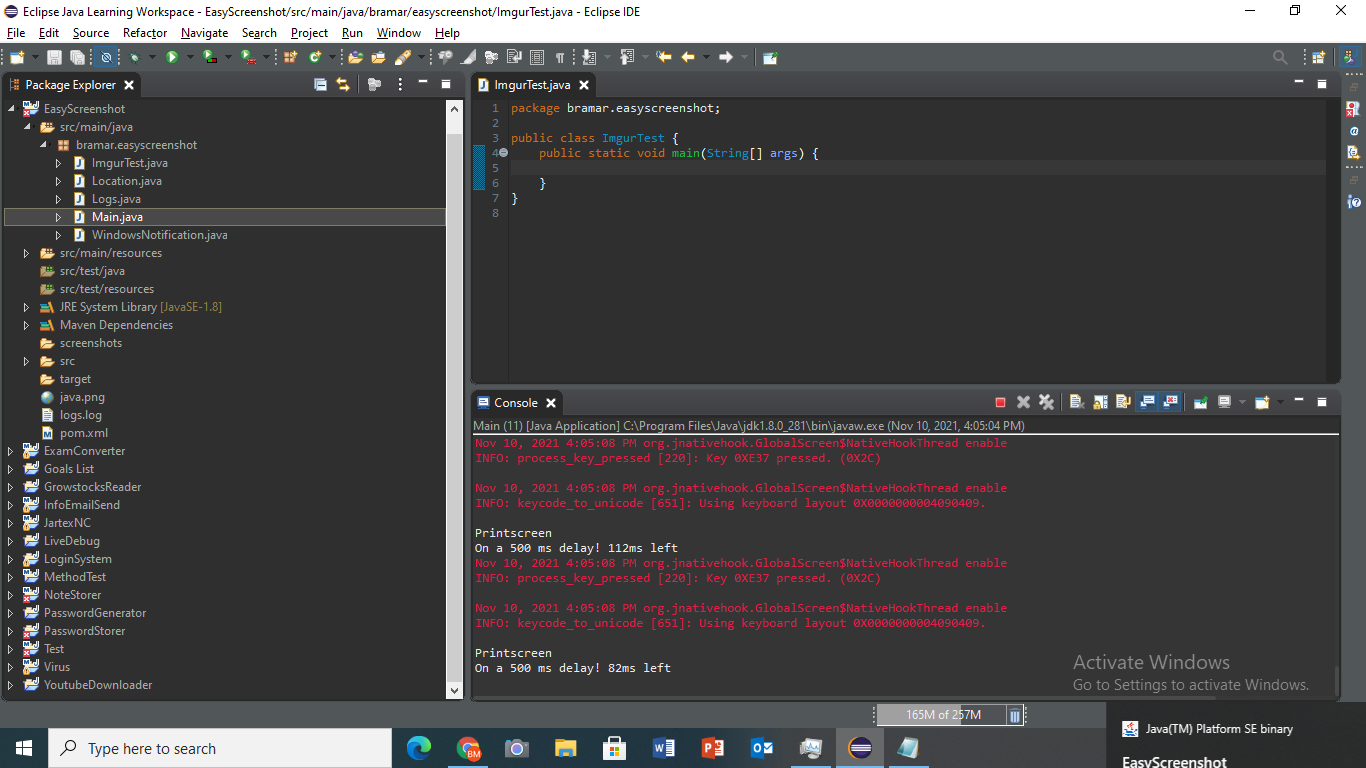 Eclipse Java Learning Workspace - EasyScreenshot/src/main/java/bramar/easyscreenshot/ImgurTest.java - Eclipse IDE
File Edit Source Refactor Navigate Search Project Run Window Help
Package Explorer
EasyScreenshot
src/main/java
bramar.easyscreenshot
ImgurTest.java
Location.java
Logs.java
Main.java
WindowsNotification.java
src/main/resources
src/test/java
src/test/resources
JRE System Library [JavaSE-1.8]
Maven Dependencies
screenshots
src
target
java.png
logs.log
pom.xml
ExamConverter
Goals List
GrowstocksReader
InfoEmailSend
JartexNC
LiveDebug
LoginSystem
MethodTest
NoteStorer
PasswordGenerator
PasswordStorer
Test
Virus
YoutubeDownloader
ImgurTest.java
1 package bramar.easyscreenshot;
2
3 public class ImgurTest {
4 public static void main(String[] args) {
5
6 }
7 }
8
Console
Main (11) [Java Application] C:\Program Files\Java\jdk1.8.0_281\bin\javaw.exe (Nov 10, 2021, 4:05:04 PM)
Nov 10, 2021 4:05:08 PM org.jnativehook.GlobalScreen$NativeHookThread enable
INFO: process_key_pressed [220]: Key 0XE37 pressed. (0X2C)
Nov 10, 2021 4:05:08 PM org.jnativehook.GlobalScreen$NativeHookThread enable
INFO: keycode_to_unicode [651]: Using keyboard layout 0X0000000004090409.
Printscreen
On a 500 ms delay! 112ms left
Nov 10, 2021 4:05:08 PM org.jnativehook.GlobalScreen$NativeHookThread enable
INFO: process_key_pressed [220]: Key 0XE37 pressed. (0X2C)
Nov 10, 2021 4:05:08 PM org.jnativehook.GlobalScreen$NativeHookThread enable
INFO: keycode_to_unicode [651]: Using keyboard layout 0X0000000004090409.
Printscreen
On a 500 ms delay! 82ms left
Activate Windows
Go to Settings to activate Windows.
165M of 257M
Java(TM) Platform SE binary
EasyScreenshot
Type here to search
BM